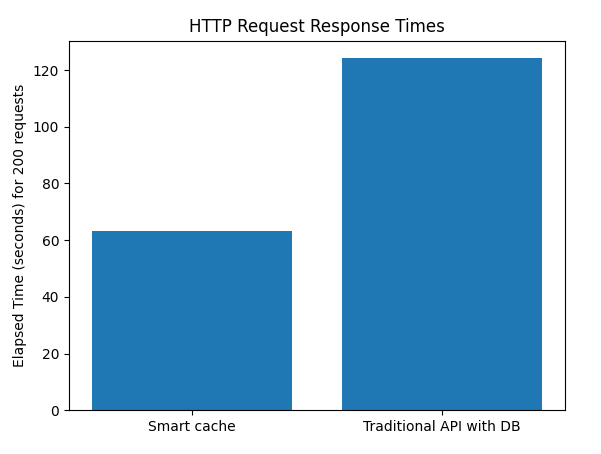 HTTP Request Response Times
Elapsed Time (seconds) for 200 requests
120
100
80
60
40
20
0
Smart cache
Traditional API with DB